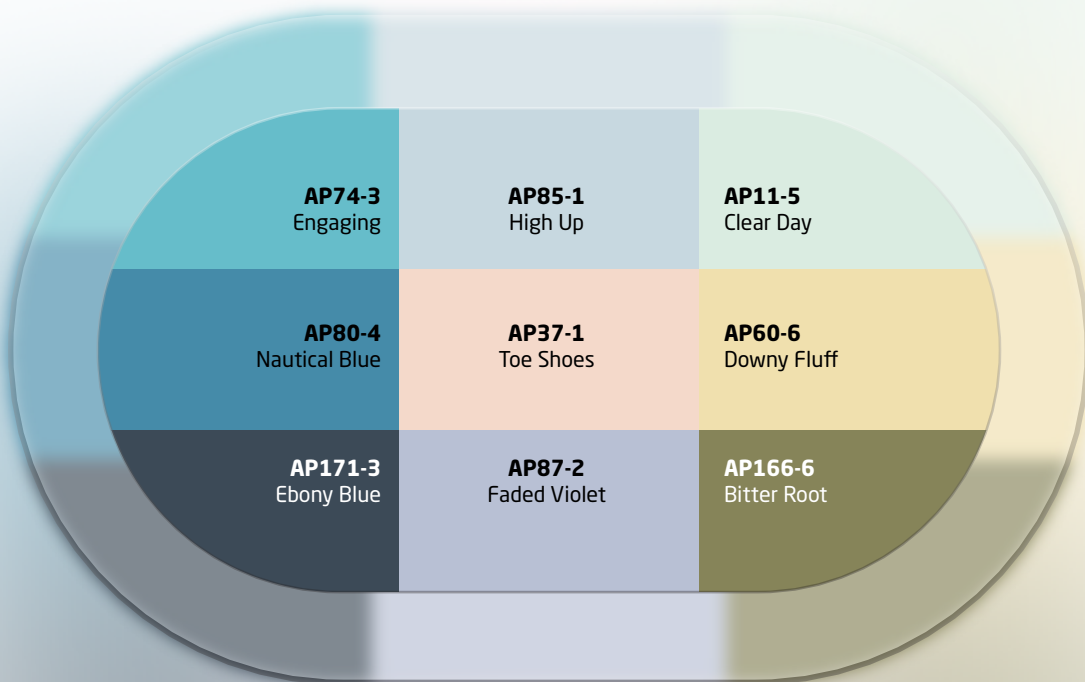 AP74-3
Engaging
AP85-1
High Up
AP11-5
Clear Day
AP80-4
Nautical Blue
AP37-1
Toe Shoes
AP60-6
Downy Fluff
AP171-3
Ebony Blue
AP87-2
Faded Violet
AP166-6
Bitter Root